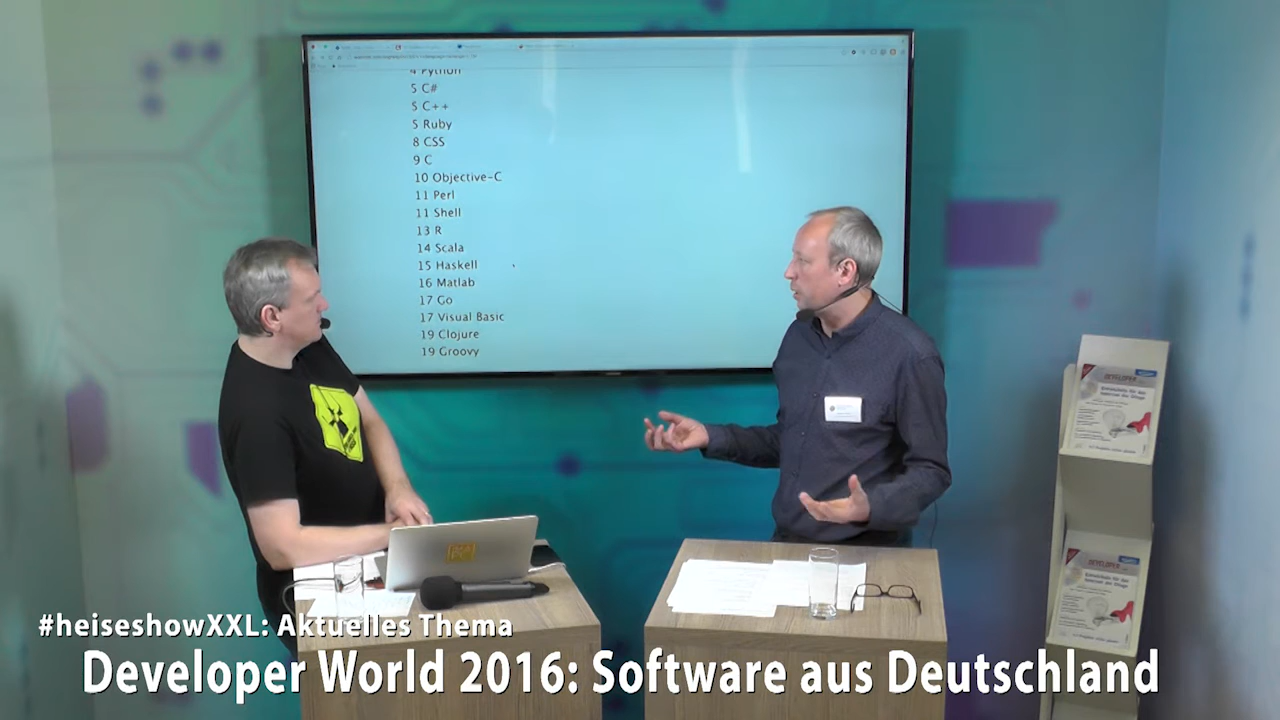 4 Python
5 C#
5 C++
5 Ruby
8 CSS
9 C
10 Objective-C
11 Perl
11 Shell
13 R
14 Scala
15 Haskell
16 Matlab
17 Go
17 Visual Basic
19 Clojure
19 Groovy
DEVELOPER
DEVELOPER
#heiseshowXXL: Aktuelles Thema
Developer World 2016: Software aus Deutschland